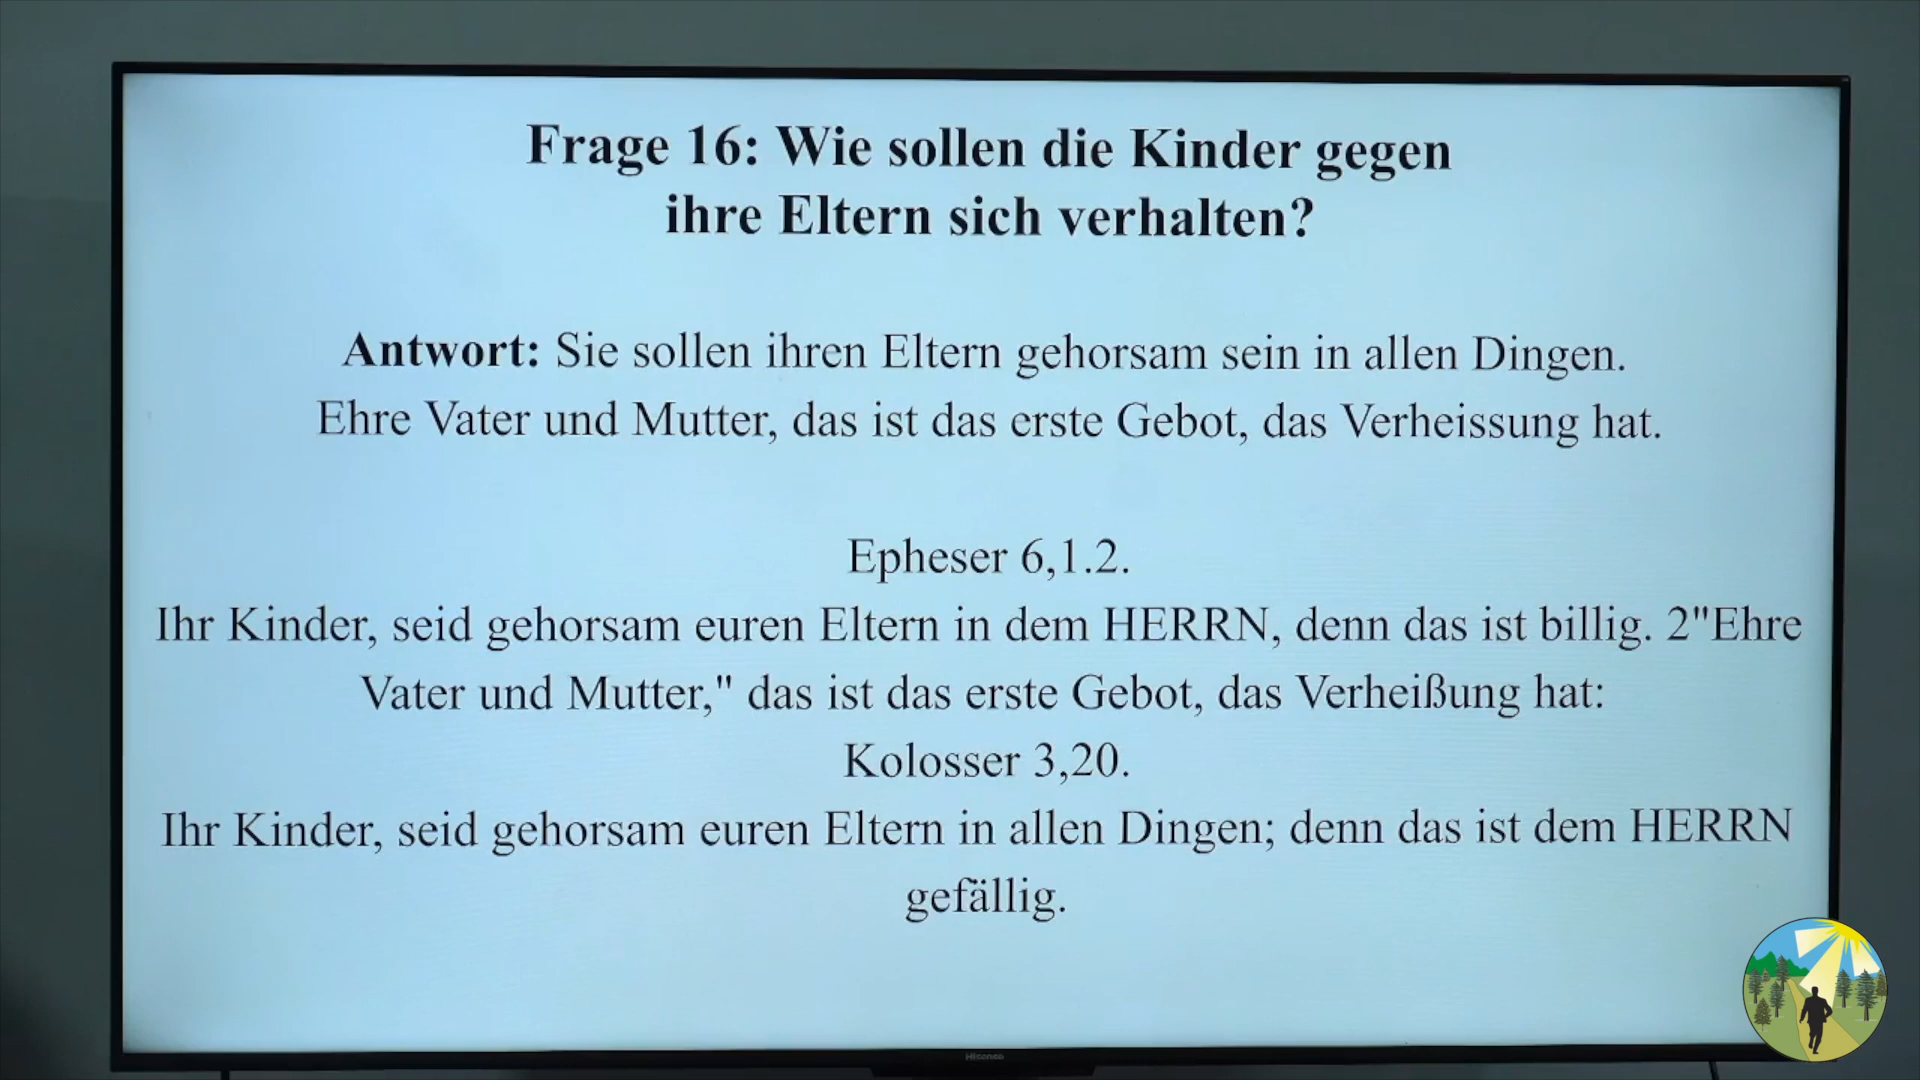 Frage 16: Wie sollen die Kinder gegen
ihre Eltern sich verhalten?
Antwort: Sie sollen ihren Eltern gehorsam sein in allen Dingen.
Ehre Vater und Mutter, das ist das erste Gebot, das Verheissung hat.
Epheser 6,1.2.
Ihr Kinder, seid gehorsam euren Eltern in dem HERRN, denn das ist billig. 2"Ehre
Vater und Mutter," das ist das erste Gebot, das Verheißung hat:
Kolosser 3,20.
Ihr Kinder, seid gehorsam euren Eltern in allen Dingen; denn das ist dem HERRN
gefällig.
Hisense